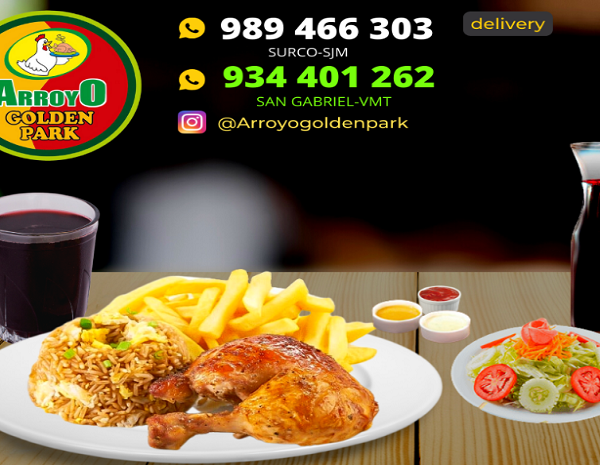 989 466 303
delivery
SURCO-SJM
934 401 262
SAN GABRIEL-VMT
@Arroyogoldenpark
ARROYO
GOLDEN
PARK